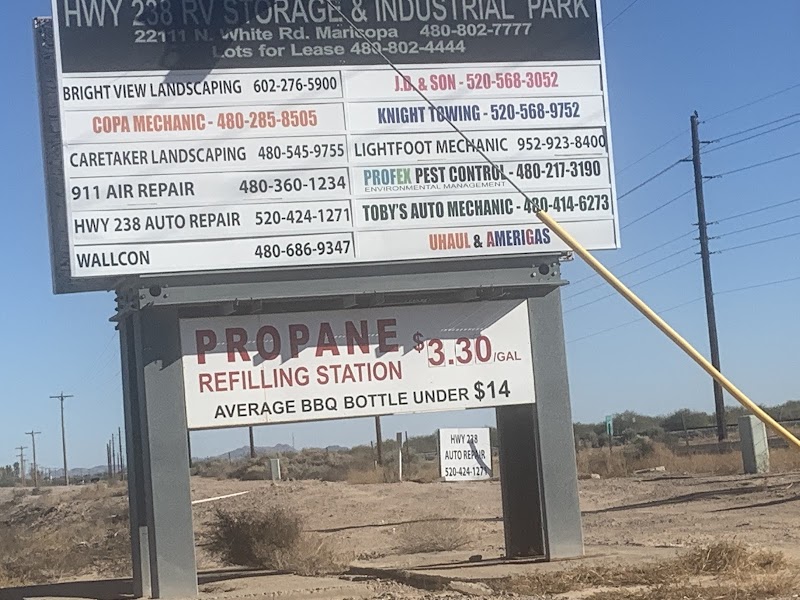 HWY 238 RV STORAGE & INDUSTRIAL PARK
22111 N. White Rd. Maricopa 480-802-7777
Lots for Lease 480-802-4444
BRIGHT VIEW LANDSCAPING 602-276-5900
COPA MECHANIC - 480-285-8505
CARETAKER LANDSCAPING 480-545-9755
911 AIR REPAIR 480-360-1234
HWY 238 AUTO REPAIR 520-424-1271
WALLCON 480-686-9347
J.D. & SON - 520-568-3052
KNIGHT TOWING - 520-568-9752
LIGHTFOOT MECHANIC 952-923-8400
PROFEX PEST CONTROL - 480-217-3190
ENVIRONMENTAL MANAGEMENT
TOBY'S AUTO MECHANIC - 480-414-6273
UHAUL & AMERIGAS
PROPANE $3.30/GAL
REFILLING STATION
AVERAGE BBQ BOTTLE UNDER $14
HWY 238
AUTO REPAIR
520-424-1271